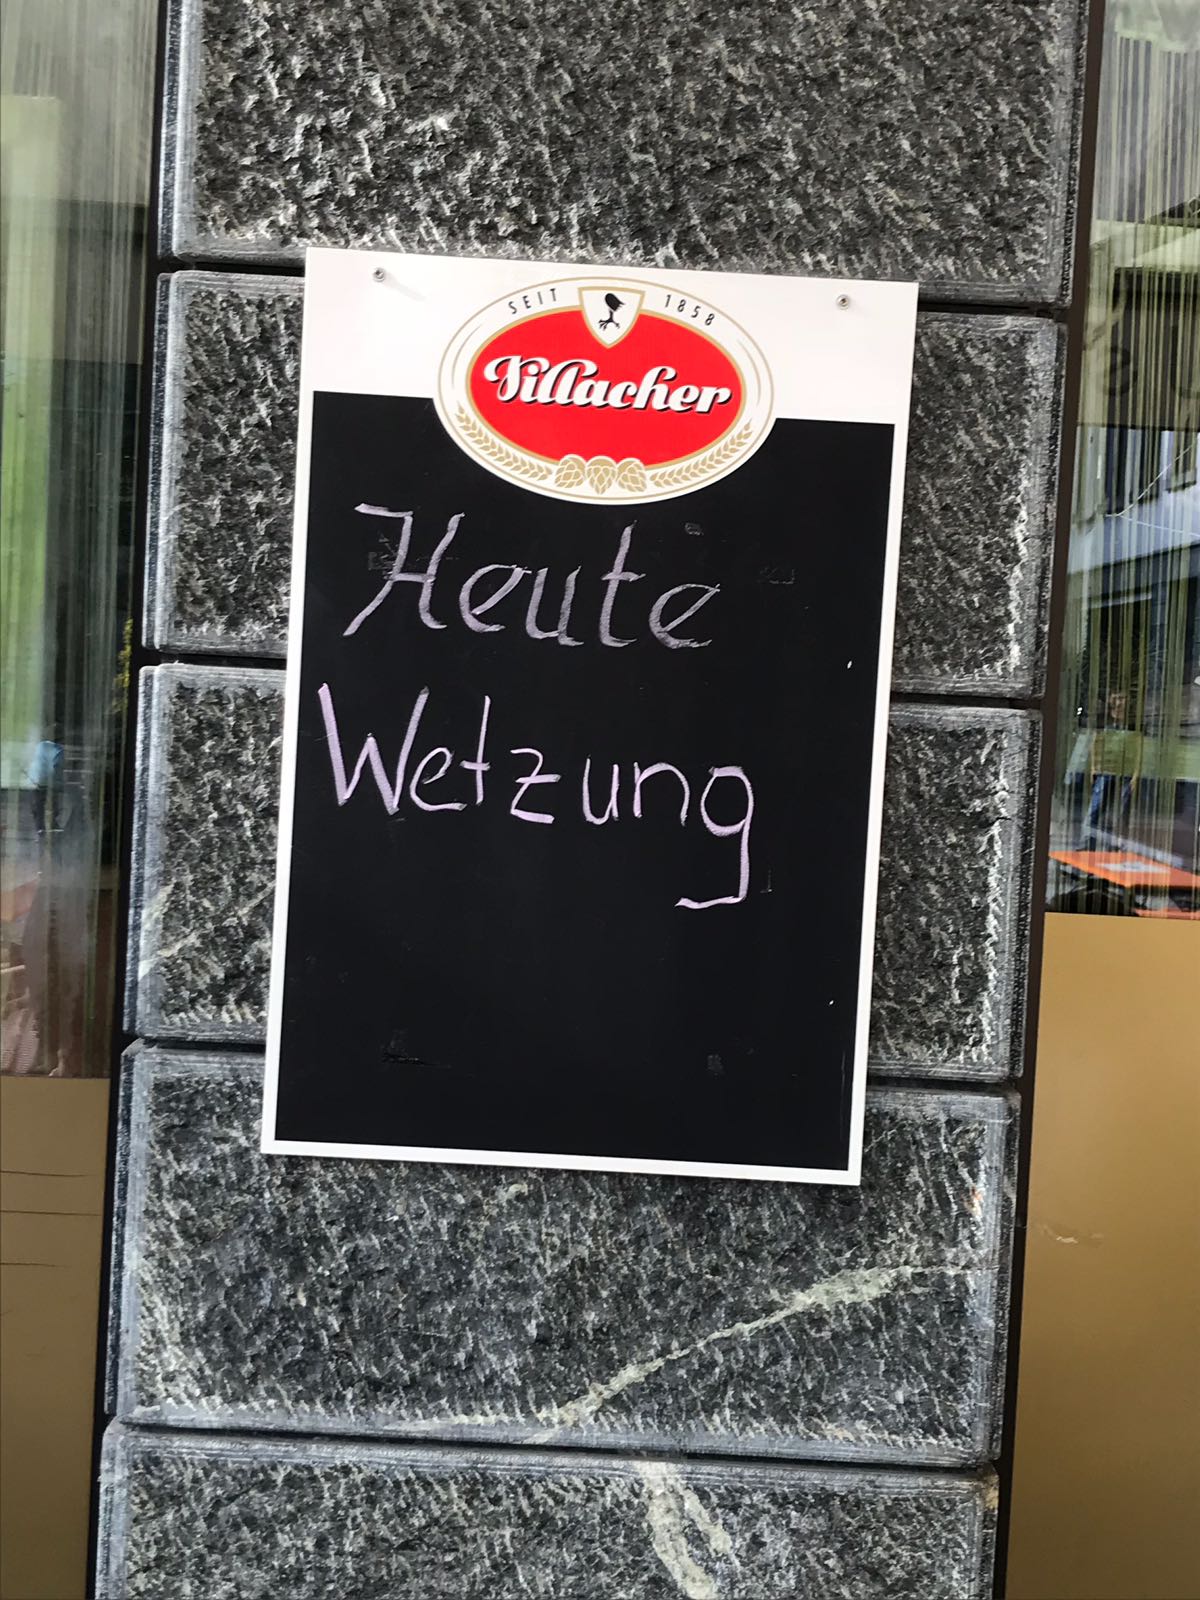 SEIT 1858
Villacher
Heute
Wetzung